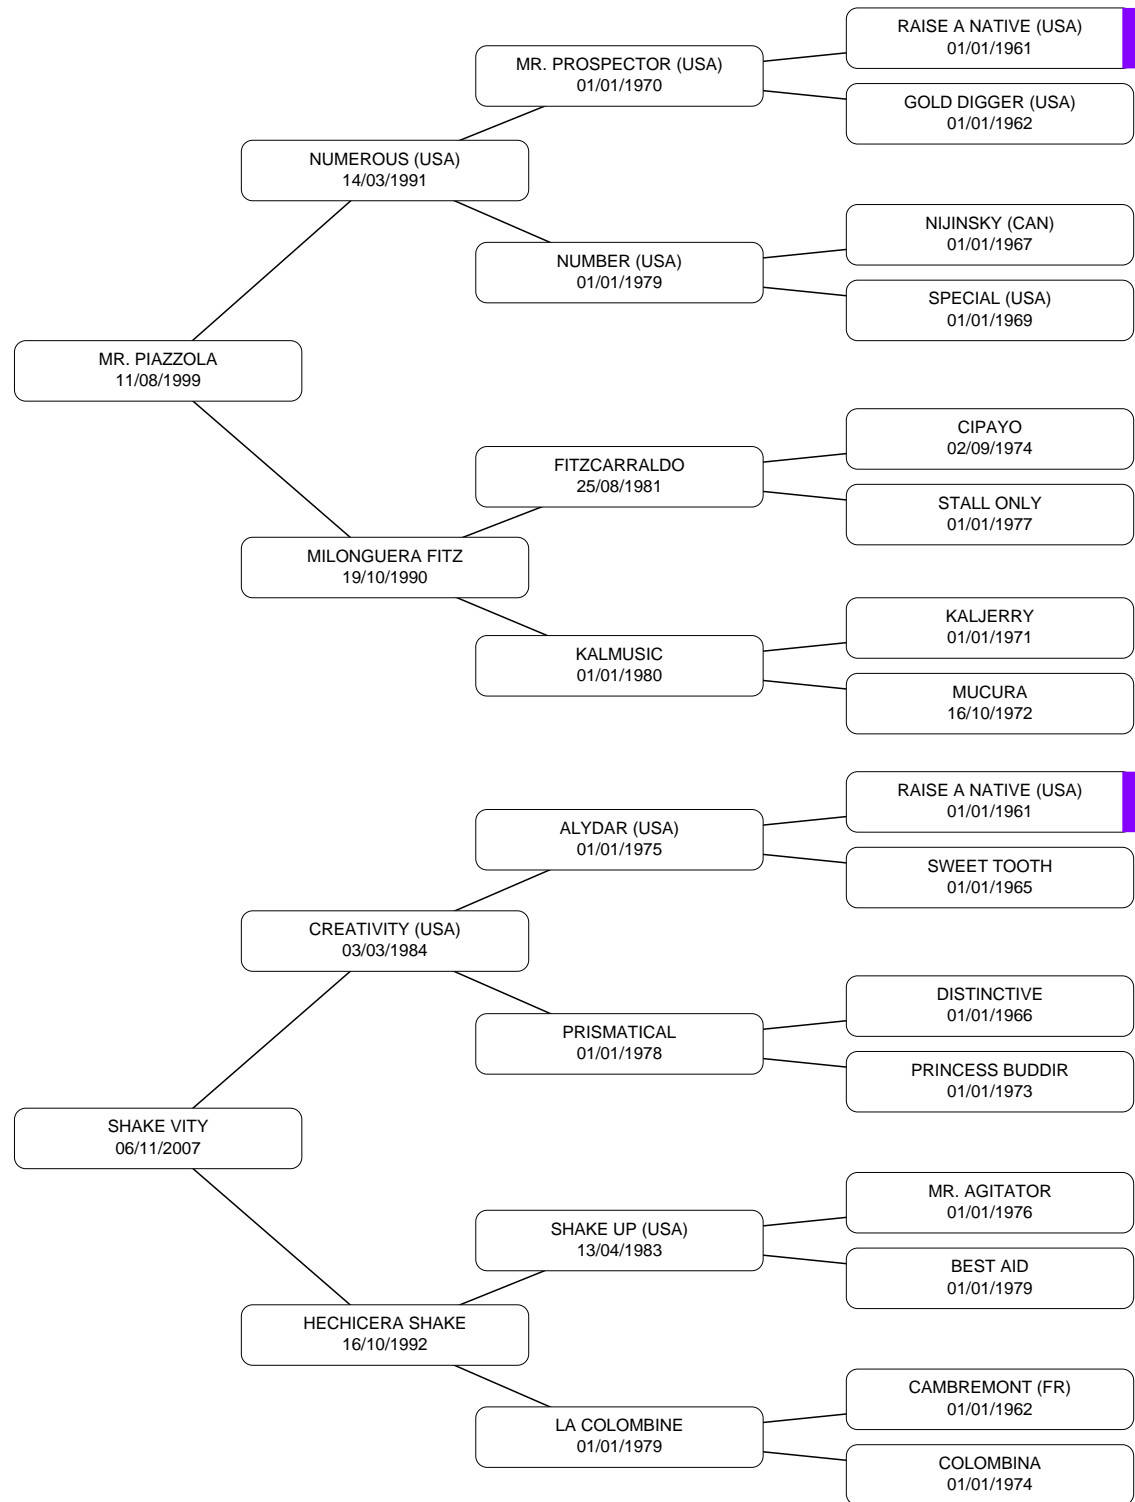 RAISE A NATIVE (USA)
01/01/1961
MR. PROSPECTOR (USA)
01/01/1970
GOLD DIGGER (USA)
01/01/1962
NUMEROUS (USA)
14/03/1991
NIJINSKY (CAN)
01/01/1967
NUMBER (USA)
01/01/1979
SPECIAL (USA)
01/01/1969
MR. PIAZZOLA
11/08/1999
CIPAYO
02/09/1974
FITZCARRALDO
25/08/1981
STALL ONLY
01/01/1977
MILONGUERA FITZ
19/10/1990
KALJERRY
01/01/1971
KALMUSIC
01/01/1980
MUCURA
16/10/1972
RAISE A NATIVE (USA)
01/01/1961
ALYDAR (USA)
01/01/1975
SWEET TOOTH
01/01/1965
CREATIVITY (USA)
03/03/1984
DISTINCTIVE
01/01/1966
PRISMATICAL
01/01/1978
PRINCESS BUDDIR
01/01/1973
SHAKE VITY
06/11/2007
MR. AGITATOR
01/01/1976
SHAKE UP (USA)
13/04/1983
BEST AID
01/01/1979
HECHICERA SHAKE
16/10/1992
CAMBREMONT (FR)
01/01/1962
LA COLOMBINE
01/01/1979
COLOMBINA
01/01/1974